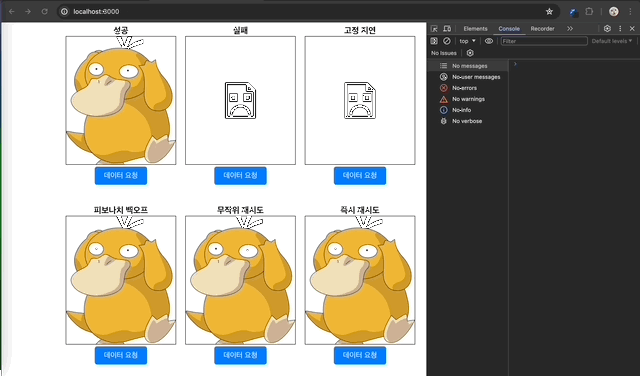 localhost:6000
Elements
Console
Recorder
top
Filter
Default levels
No Issues
No messages
No user messages
No errors
No warnings
No info
No verbose
성공
실패
고정 지연
데이터 요청
데이터 요청
데이터 요청
피보나치 백오프
무작위 재시도
즉시 재시도
데이터 요청
데이터 요청
데이터 요청